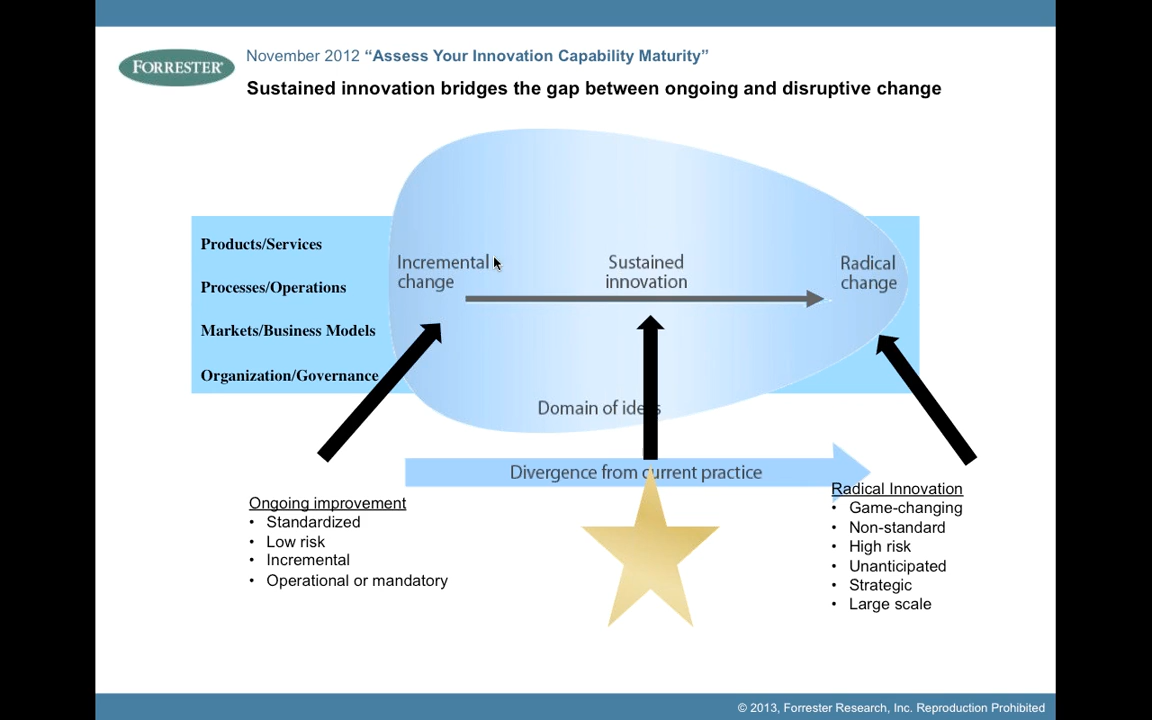 FORRESTER®
November 2012 “Assess Your Innovation Capability Maturity”
Sustained innovation bridges the gap between ongoing and disruptive change
Products/Services
Processes/Operations
Markets/Business Models
Organization/Governance
Incremental
change
Sustained
innovation
Radical
change
Domain of ideas
Divergence from current practice
Ongoing improvement
• Standardized
• Low risk
• Incremental
• Operational or mandatory
Radical Innovation
• Game-changing
• Non-standard
• High risk
• Unanticipated
• Strategic
• Large scale
© 2013, Forrester Research, Inc. Reproduction Prohibited